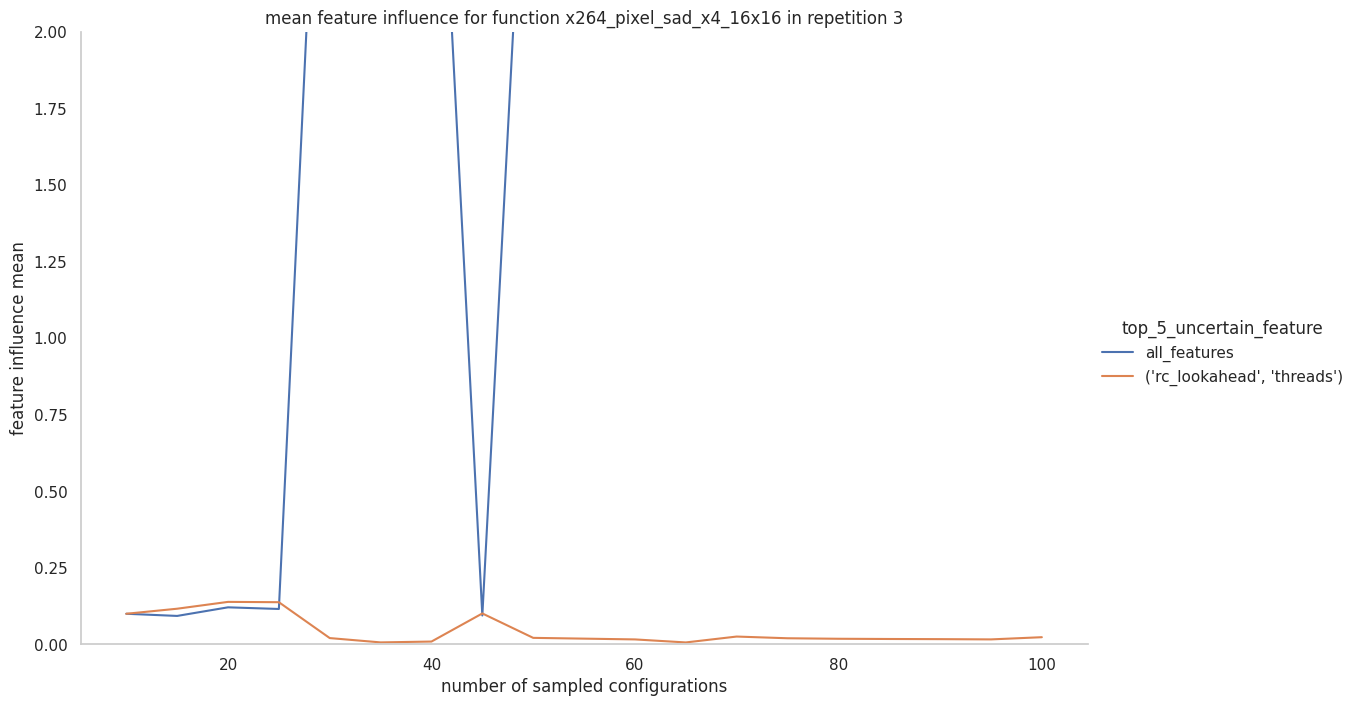 mean feature influence for function x264_pixel_sad_x4_16x16 in repetition 3
2.00
1.75
1.50
1.25
1.00
0.75
0.50
0.25
0.00
feature influence mean
20
40
60
80
100
number of sampled configurations
top_5_uncertain_feature
all_features
('rc_lookahead', 'threads')